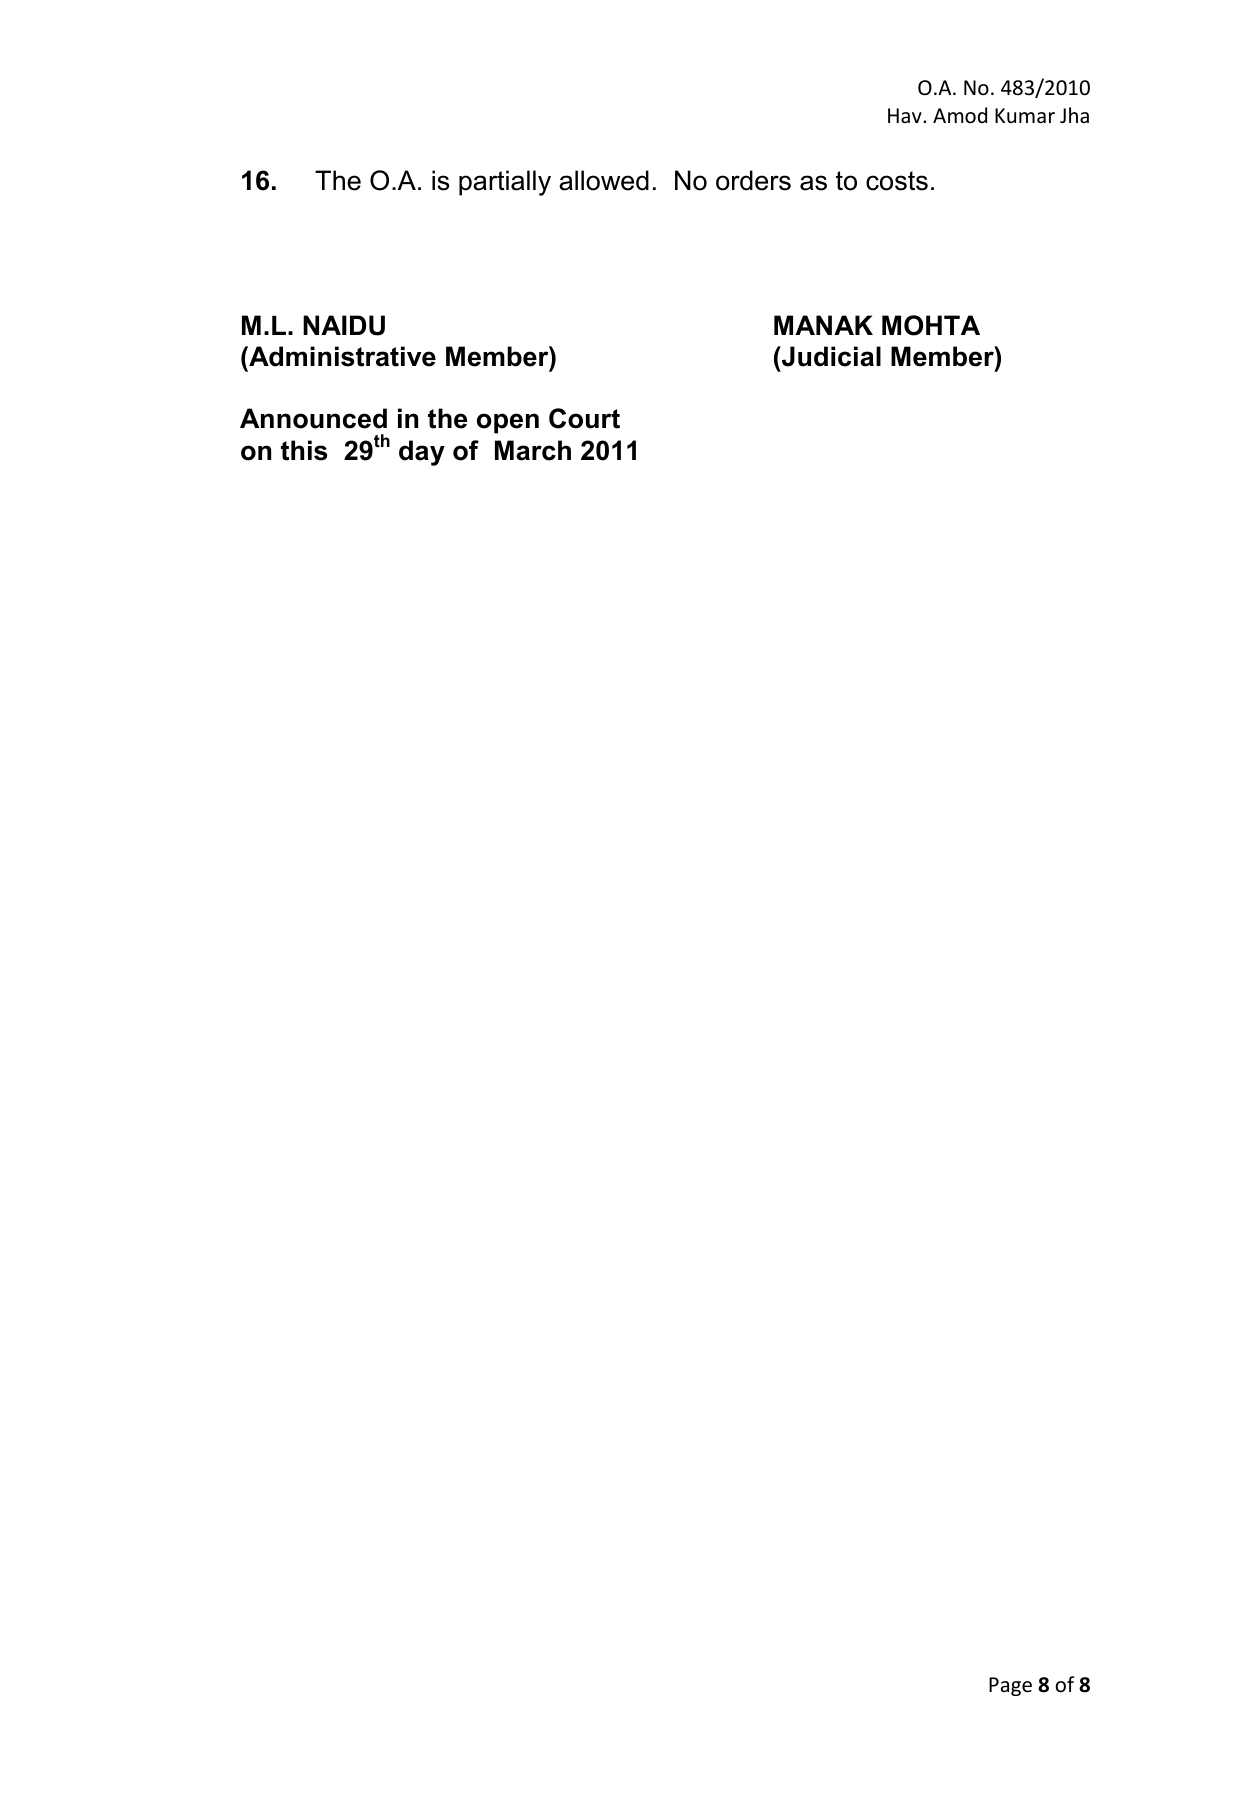 O.A. No. 483/2010
Hav. Amod Kumar Jha
16. The O.A. is partially allowed. No orders as to costs.
M.L. NAIDU MANAK MOHTA
(Administrative Member) (Judicial Member)
Announced in the open Court
on this 29th day of March 2011
Page 8 of 8